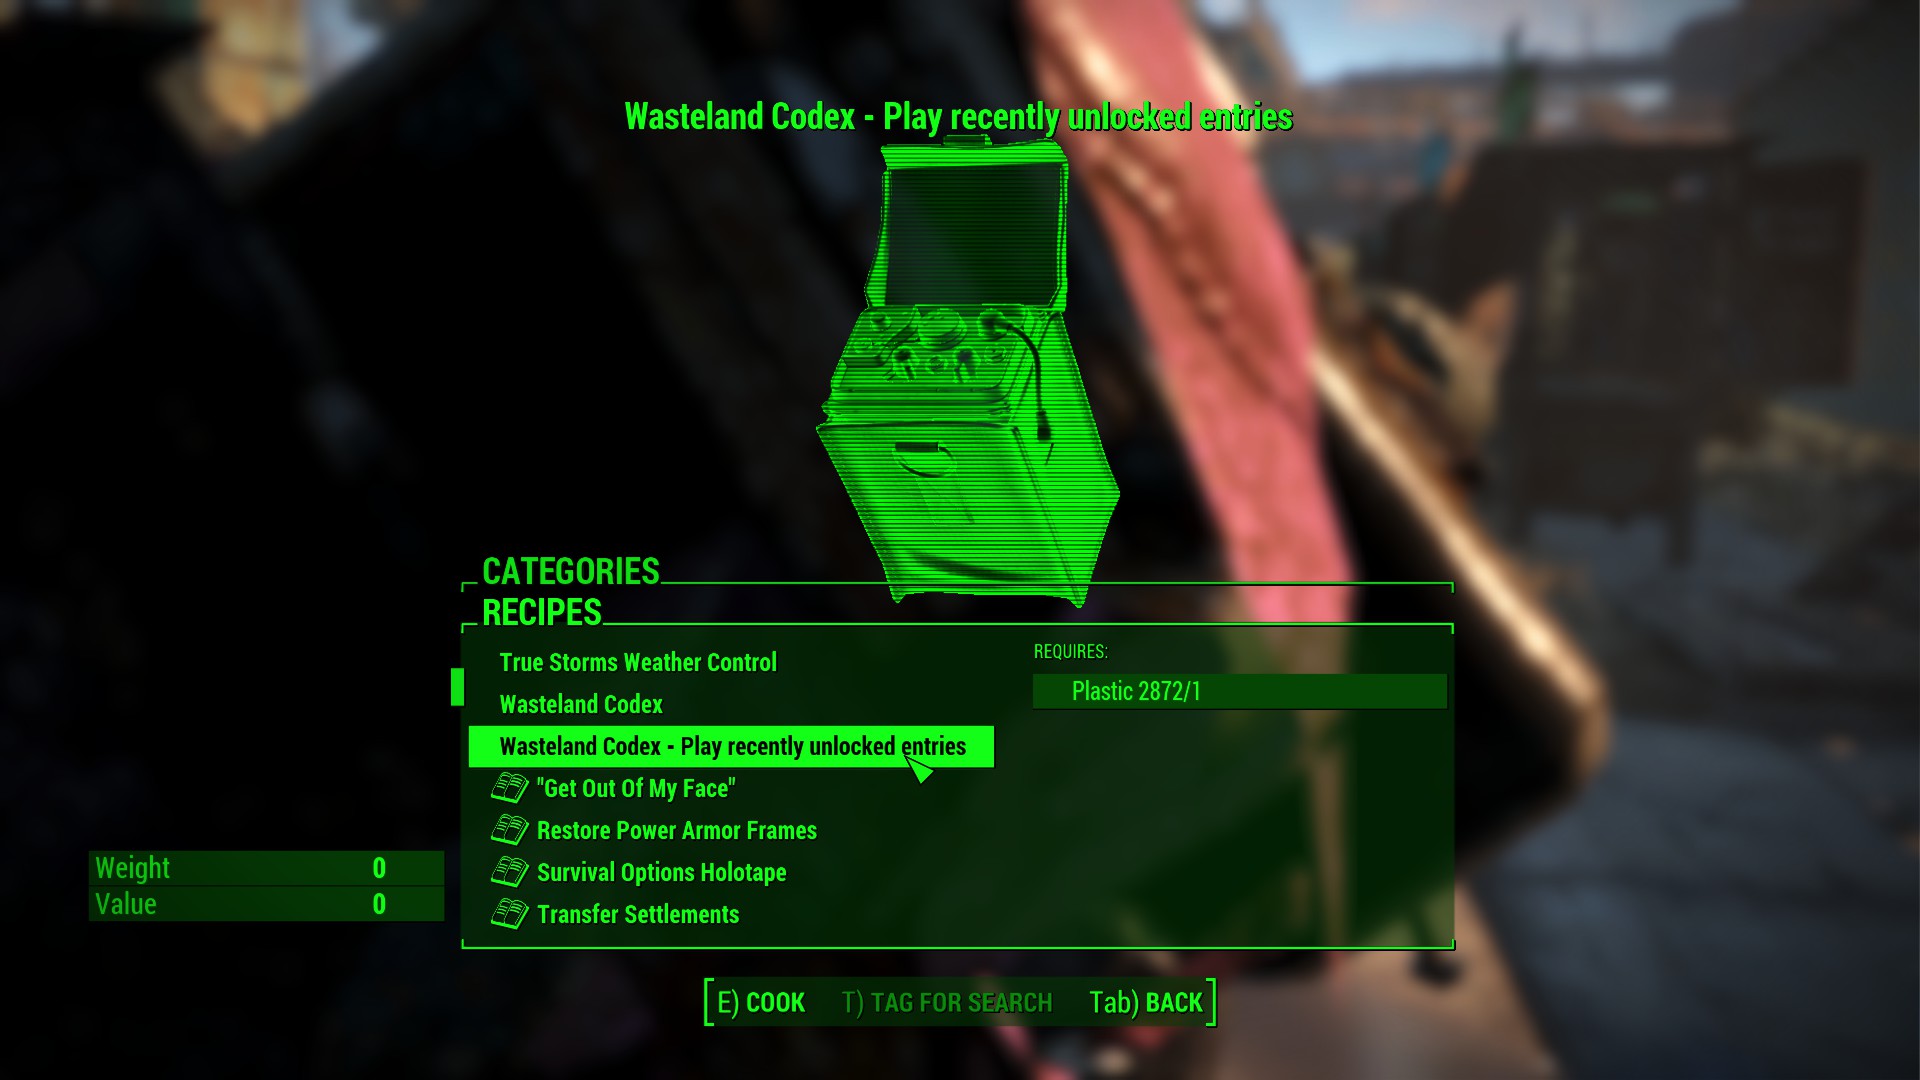 Wasteland Codex - Play recently unlocked entries
CATEGORIES
RECIPES
True Storms Weather Control
Wasteland Codex
Wasteland Codex - Play recently unlocked entries
"Get Out Of My Face"
Restore Power Armor Frames
Survival Options Holotape
Transfer Settlements
REQUIRES:
Plastic 2872/1
Weight 0
Value 0
E) COOK T) TAG FOR SEARCH Tab) BACK